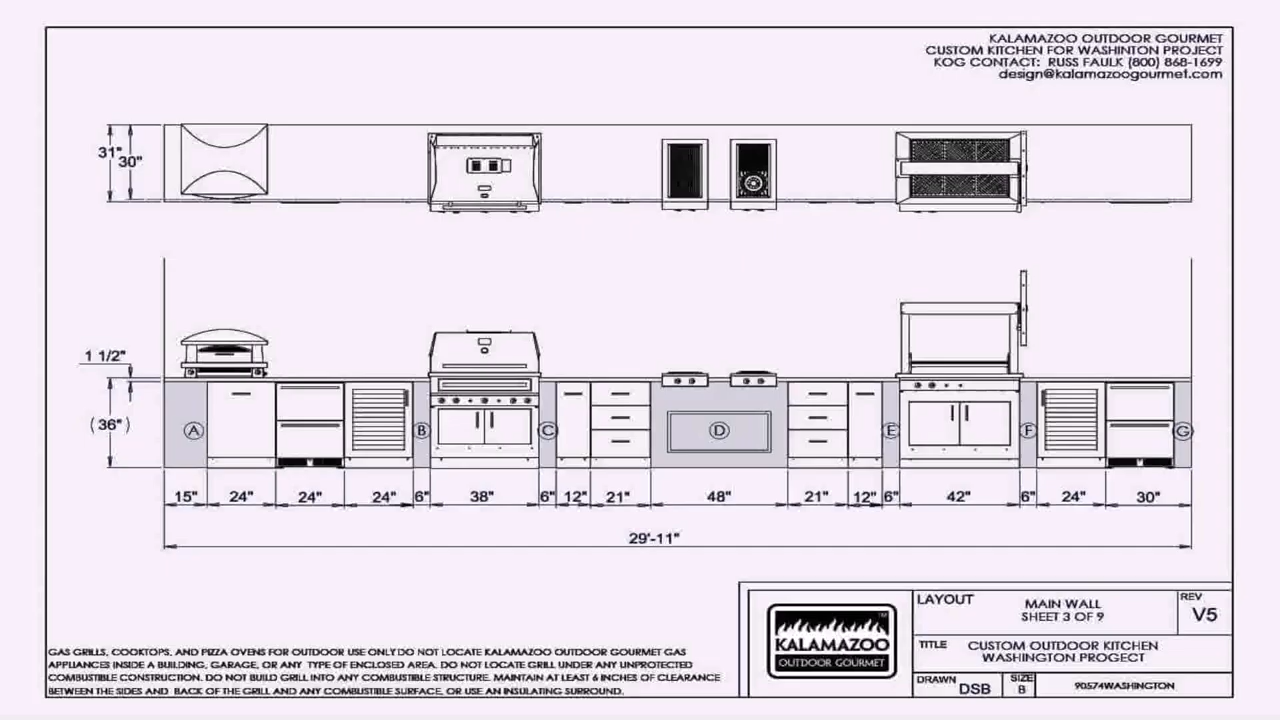 KALAMAZOO OUTDOOR GOURMET
CUSTOM KITCHEN FOR WASHINTON PROJECT
KOG CONTACT: RUSS FAULK (800) 868-1699
design@kalamazoogourmet.com
31"
30"
1 1/2"
(36")
A
B
C
D
E
F
G
15" 24" 24" 24" 6" 38" 6" 12" 21" 48" 21" 12" 6" 42" 6" 24" 30"
29'-11"
GAS GRILLS, COOKTOPS, AND PIZZA OVENS FOR OUTDOOR USE ONLY DO NOT LOCATE KALAMAZOO OUTDOOR GOURMET GAS
APPLIANCES INSIDE A BUILDING, GARAGE, OR ANY TYPE OF ENCLOSED AREA. DO NOT LOCATE GRILL UNDER ANY UNPROTECTED
COMBUSTIBLE CONSTRUCTION. DO NOT BUILD GRILL INTO ANY COMBUSTIBLE STRUCTURE. MAINTAIN AT LEAST 6 INCHES OF CLEARANCE
BETWEEN THE SIDES AND BACK OF THE GRILL AND ANY COMBUSTIBLE SURFACE, OR USE AN INSULATING SURROUND.
KALAMAZOO
OUTDOOR GOURMET
TM
LAYOUT
MAIN WALL
SHEET 3 OF 9
REV
V5
TITLE
CUSTOM OUTDOOR KITCHEN
WASHINGTON PROGECT
DRAWN
DSB
SIZE
B
90574WASHINGTON